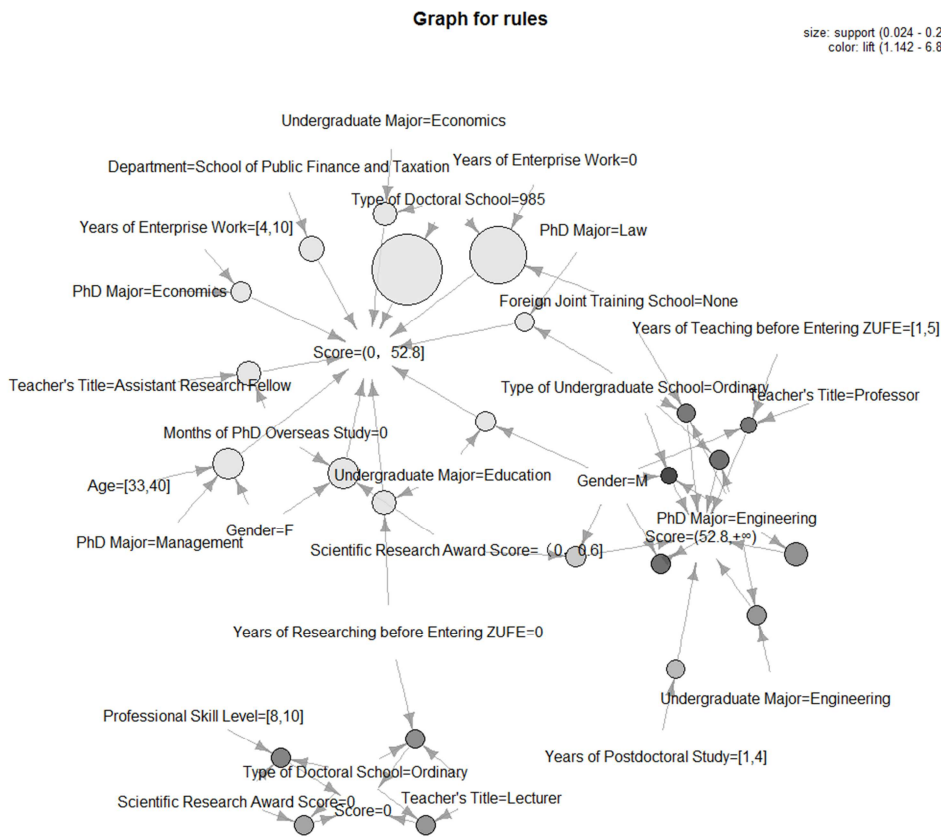 Graph for rules
size: support (0.024 - 0.2
color: lift (1.142 - 6.8
Undergraduate Major=Economics
Department=School of Public Finance and Taxation
Years of Enterprise Work=0
Type of Doctoral School=985
Years of Enterprise Work=[4,10]
PhD Major=Law
PhD Major=Economics
Foreign Joint Training School=None
Years of Teaching before Entering ZUFE=[1,5]
Score=(0, 52.8]
Teacher's Title=Assistant Research Fellow
Type of Undergraduate School=Ordinary
Teacher's Title=Professor
Months of PhD Overseas Study=0
Undergraduate Major=Education
Gender=M
Age=[33,40]
PhD Major=Engineering
Gender=F
Score=(52.8,+∞)
PhD Major=Management
Scientific Research Award Score=（0, 0.6]
Years of Researching before Entering ZUFE=0
Undergraduate Major=Engineering
Professional Skill Level=[8,10]
Years of Postdoctoral Study=[1,4]
Type of Doctoral School=Ordinary
Scientific Research Award Score=0
Teacher's Title=Lecturer
Score=0